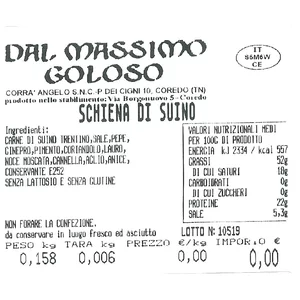 DAL MASSIMO
GOLOSO
IT
S6M6W
CE
CORRA' ANGELO S.N.C.-P DEI CIGNI 10, COREDO (TN)
prodotto nello stabilimento: Via Borgonuovo 5 - Coredo
SCHIENA DI SUINO
Ingredienti:
CARNE DI SUINO TRENTINO, SALE, PEPE,
GINEPRO, PIMENTO, CORIANDOLO, LAURO,
NOCE MOSCATA, CANNELLA, AGLIO, ANICE,
CONSERVANTE E252
SENZA LATTOSIO E SENZA GLUTINE
VALORI NUTRIZIONALI MEDI
PER 100G DI PRODOTTO
ENERGIA kJ 2334 / kcal 557
GRASSI 52g
DI CUI SATURI 18g
CARBOIDRATI 0g
DI CUI ZUCCHERI 0g
PROTEINE 22g
SALE 5,3g
NON FORARE LA CONFEZIONE.
da conservare in luogo fresco ed asciutto
LOTTO N: 10519
PESO kg TARA kg PREZZO €/kg IMPORTO €
0,158 0,006 0,00 0,00